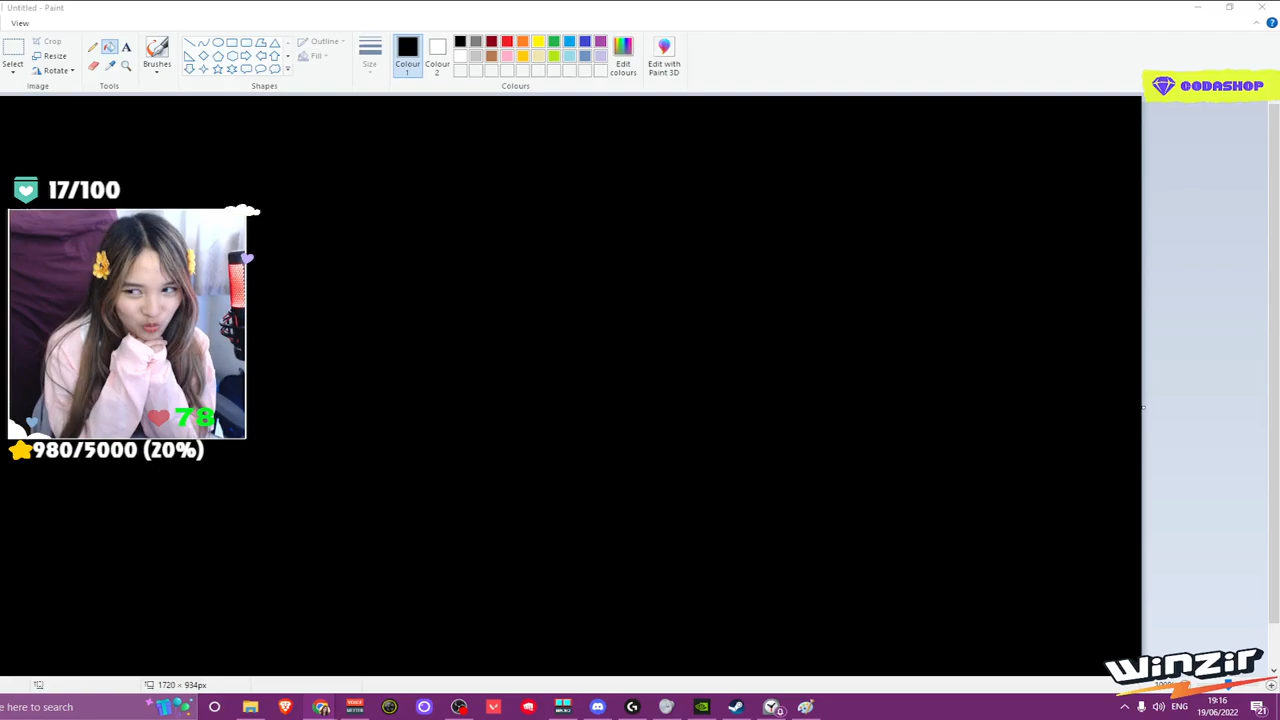 Untitled - Paint
View
Select
Crop
Resize
Rotate
Image
A
Tools
Brushes
Outline
Fill
Shapes
Size
Colour 1
Colour 2
Edit colours
Edit with Paint 3D
Colours
CODASHOP
17/100
78
980/5000 (20%)
winzir
1720 × 934px
100%
here to search
ENG
19:16
19/06/2022
21